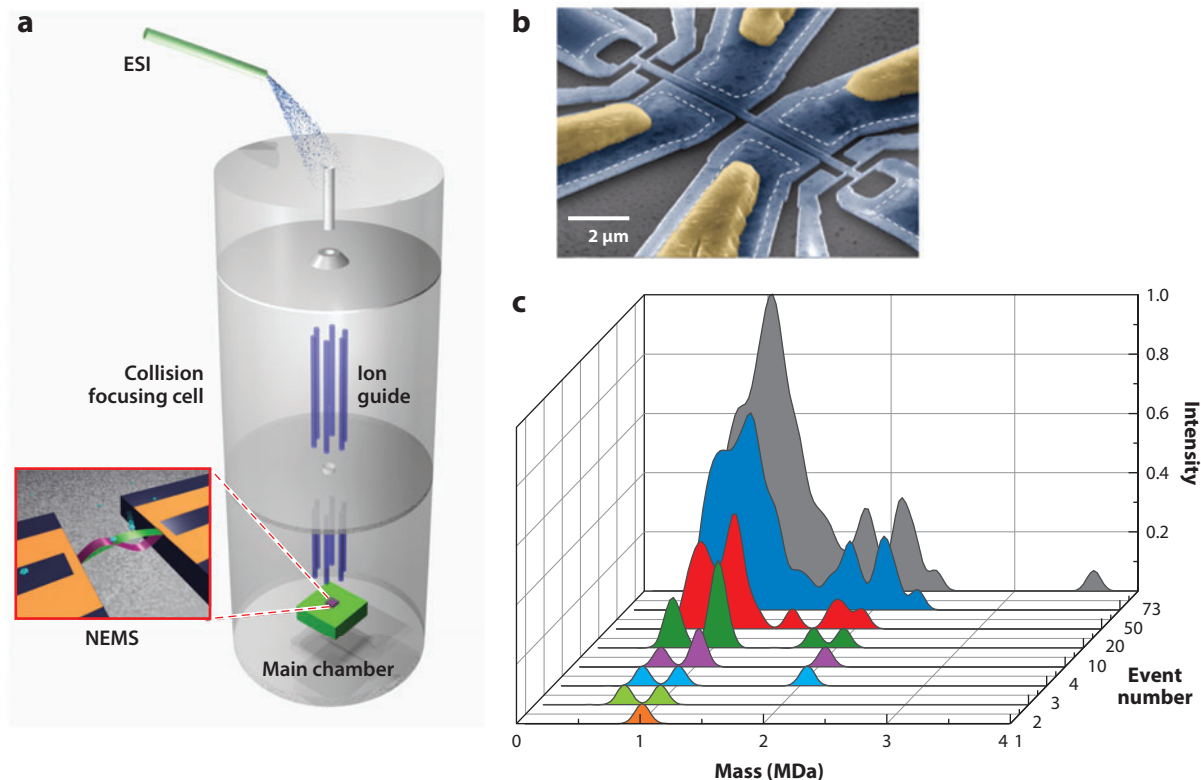 a
ESI
Collision
focusing cell
Ion
guide
NEMS
Main chamber
b
2 µm
c
1.0
0.8
0.6
0.4
0.2
Intensity
73
50
20
10
4
3
2
1
Event
number
0
1
2
3
4
Mass (MDa)